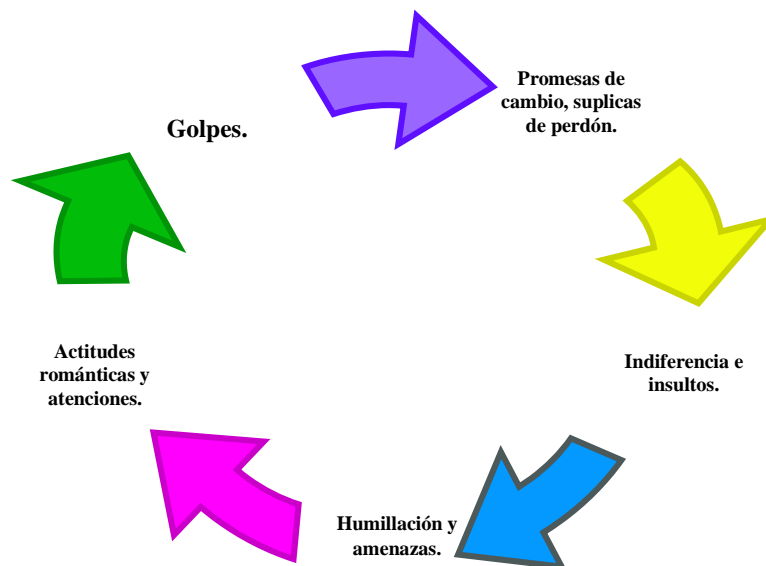 Golpes.
Promesas de
cambio, suplicas
de perdón.
Indiferencia e
insultos.
Humillación y
amenazas.
Actitudes
románticas y
atenciones.